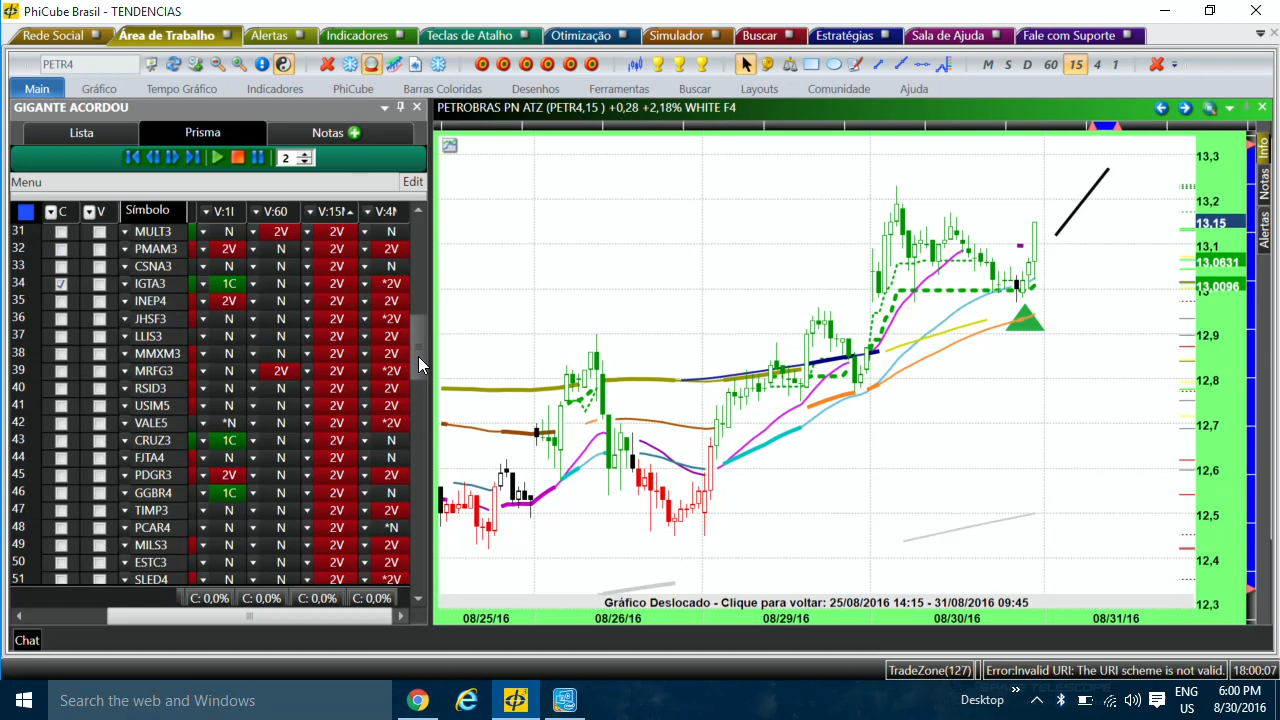 PhiCube Brasil - TENDENCIAS
Rede Social Área de Trabalho Alertas Indicadores Teclas de Atalho Otimização Simulador Buscar Estratégias Sala de Ajuda Fale com Suporte
PETR4 M S D 60 15 4 1
Main Gráfico Tempo Gráfico Indicadores PhiCube Barras Coloridas Desenhos Ferramentas Buscar Layouts Comunidade Ajuda
GIGANTE ACORDOU
PETROBRAS PN ATZ (PETR4,15 ) +0,28 +2,18% WHITE F4
Lista Prisma Notas
2
Menu Edit
C V Símbolo V:1I V:60 V:15N V:4N
31 MULT3 N 2V 2V N
32 PMAM3 2V N 2V 2V
33 CSNA3 N N 2V N
34 IGTA3 1C N 2V *2V
35 INEP4 2V N 2V 2V
36 JHSF3 N N 2V *2V
37 LLIS3 N N 2V 2V
38 MMXM3 N N 2V *2V
39 MRFG3 N 2V 2V *2V
40 RSID3 N N 2V 2V
41 USIM5 N N 2V 2V
42 VALE5 *N N 2V *2V
43 CRUZ3 1C N 2V N
44 FJTA4 N N 2V N
45 PDGR3 2V N 2V 2V
46 GGBR4 1C N 2V N
47 TIMP3 N N 2V 2V
48 PCAR4 N N 2V *N
49 MILS3 N N 2V 2V
50 ESTC3 N N 2V 2V
51 SLED4 N N 2V *2V
C: 0,0% C: 0,0% C: 0,0% C: 0,0%
13,3
13,2
13,15
13,1
13,0631
13,0096
13,0
12,9
12,8
12,7
12,6
12,5
12,4
12,3
Info
Notas
Alertas
Gráfico Deslocado - Clique para voltar: 25/08/2016 14:15 - 31/08/2016 09:45
08/25/16 08/26/16 08/29/16 08/30/16 08/31/16
Chat
TradeZone(127) Error:Invalid URI: The URI scheme is not valid. 18:00:07
Search the web and Windows
Desktop
ENG
US
6:00 PM
8/30/2016